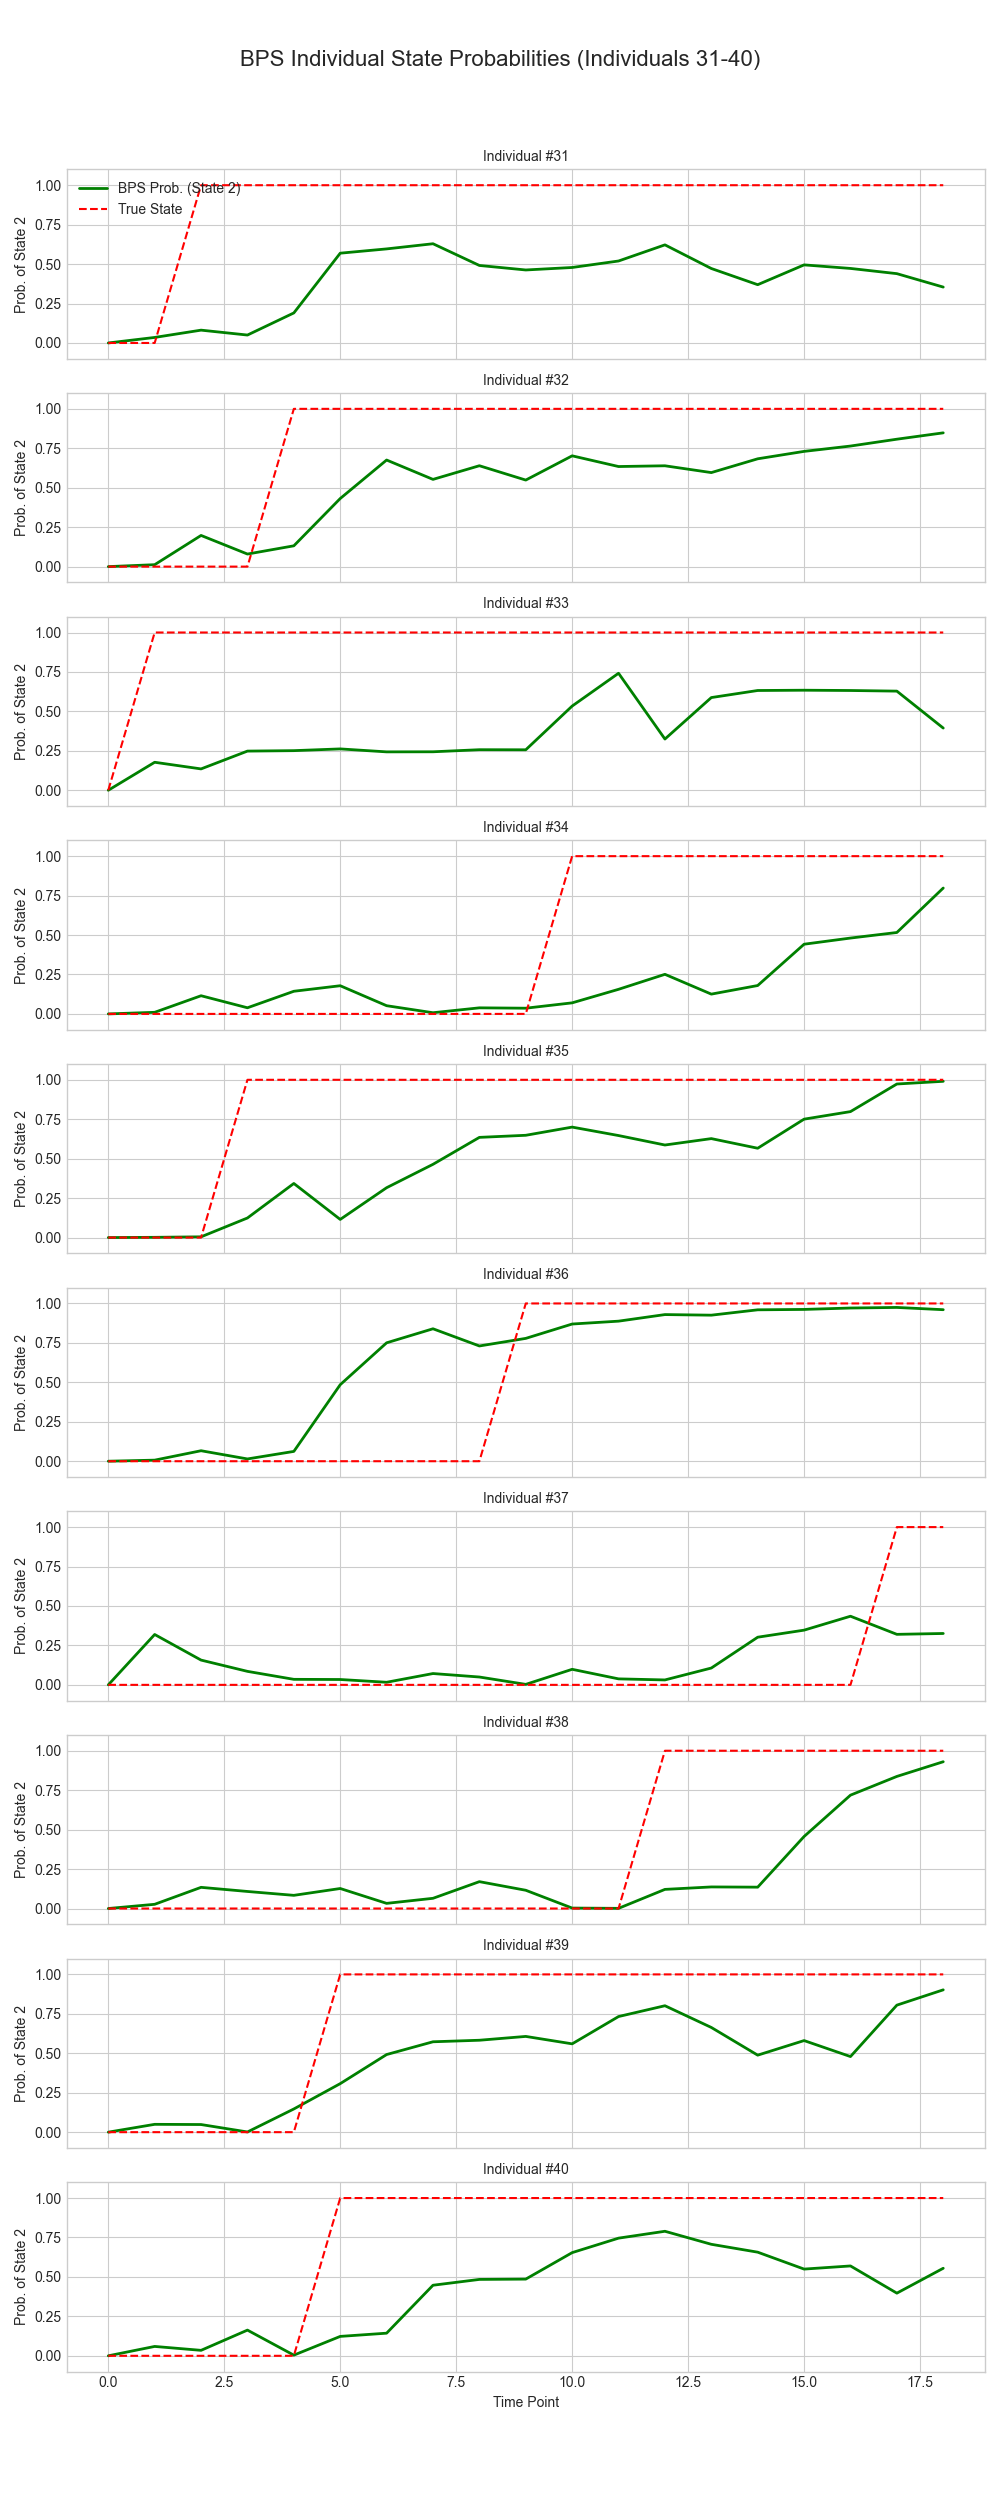 BPS Individual State Probabilities (Individuals 31-40)
Individual #31
BPS Prob. (State 2)
True State
Prob. of State 2
1.00
0.75
0.50
0.25
0.00
Individual #32
Prob. of State 2
1.00
0.75
0.50
0.25
0.00
Individual #33
Prob. of State 2
1.00
0.75
0.50
0.25
0.00
Individual #34
Prob. of State 2
1.00
0.75
0.50
0.25
0.00
Individual #35
Prob. of State 2
1.00
0.75
0.50
0.25
0.00
Individual #36
Prob. of State 2
1.00
0.75
0.50
0.25
0.00
Individual #37
Prob. of State 2
1.00
0.75
0.50
0.25
0.00
Individual #38
Prob. of State 2
1.00
0.75
0.50
0.25
0.00
Individual #39
Prob. of State 2
1.00
0.75
0.50
0.25
0.00
Individual #40
Prob. of State 2
1.00
0.75
0.50
0.25
0.00
0.0 2.5 5.0 7.5 10.0 12.5 15.0 17.5
Time Point